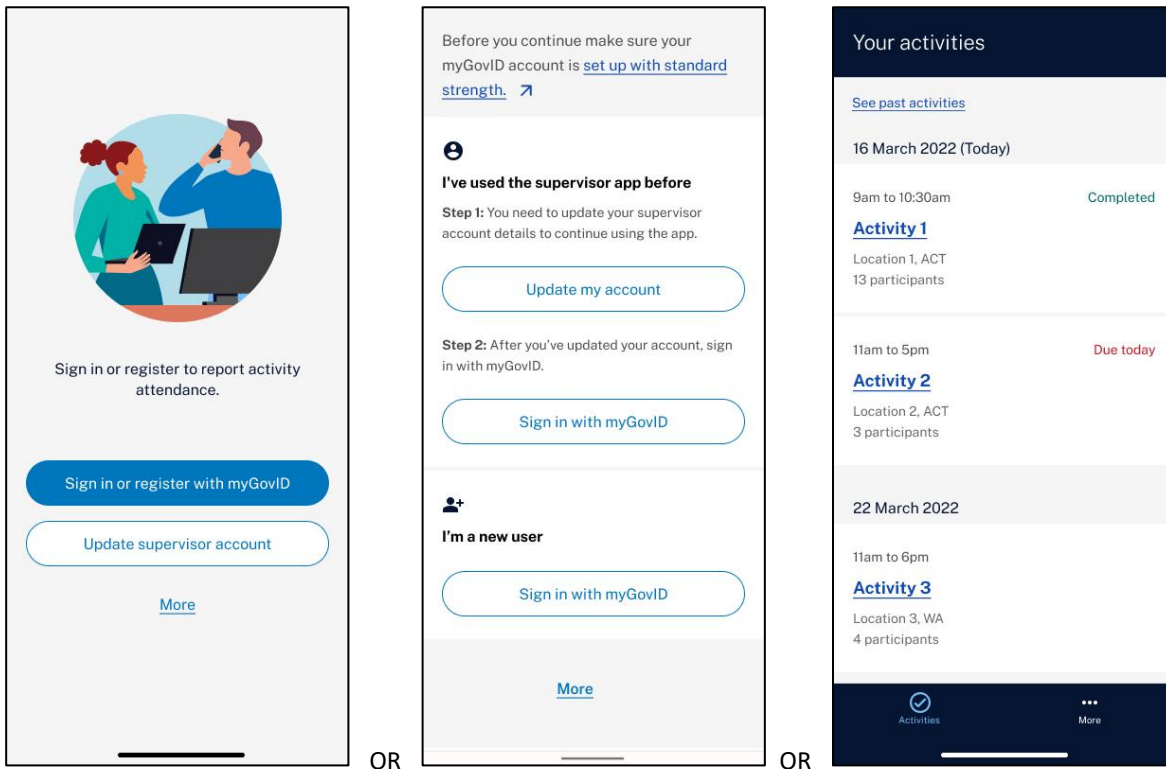 Sign in or register to report activity
attendance.
Sign in or register with myGovID
Update supervisor account
More
OR
Before you continue make sure your
myGovID account is set up with standard
strength.
I've used the supervisor app before
Step 1: You need to update your supervisor
account details to continue using the app.
Update my account
Step 2: After you've updated your account, sign
in with myGovID.
Sign in with myGovID
I'm a new user
Sign in with myGovID
More
OR
Your activities
See past activities
16 March 2022 (Today)
9am to 10:30am Completed
Activity 1
Location 1, ACT
13 participants
11am to 5pm Due today
Activity 2
Location 2, ACT
3 participants
22 March 2022
11am to 6pm
Activity 3
Location 3, WA
4 participants
Activities More